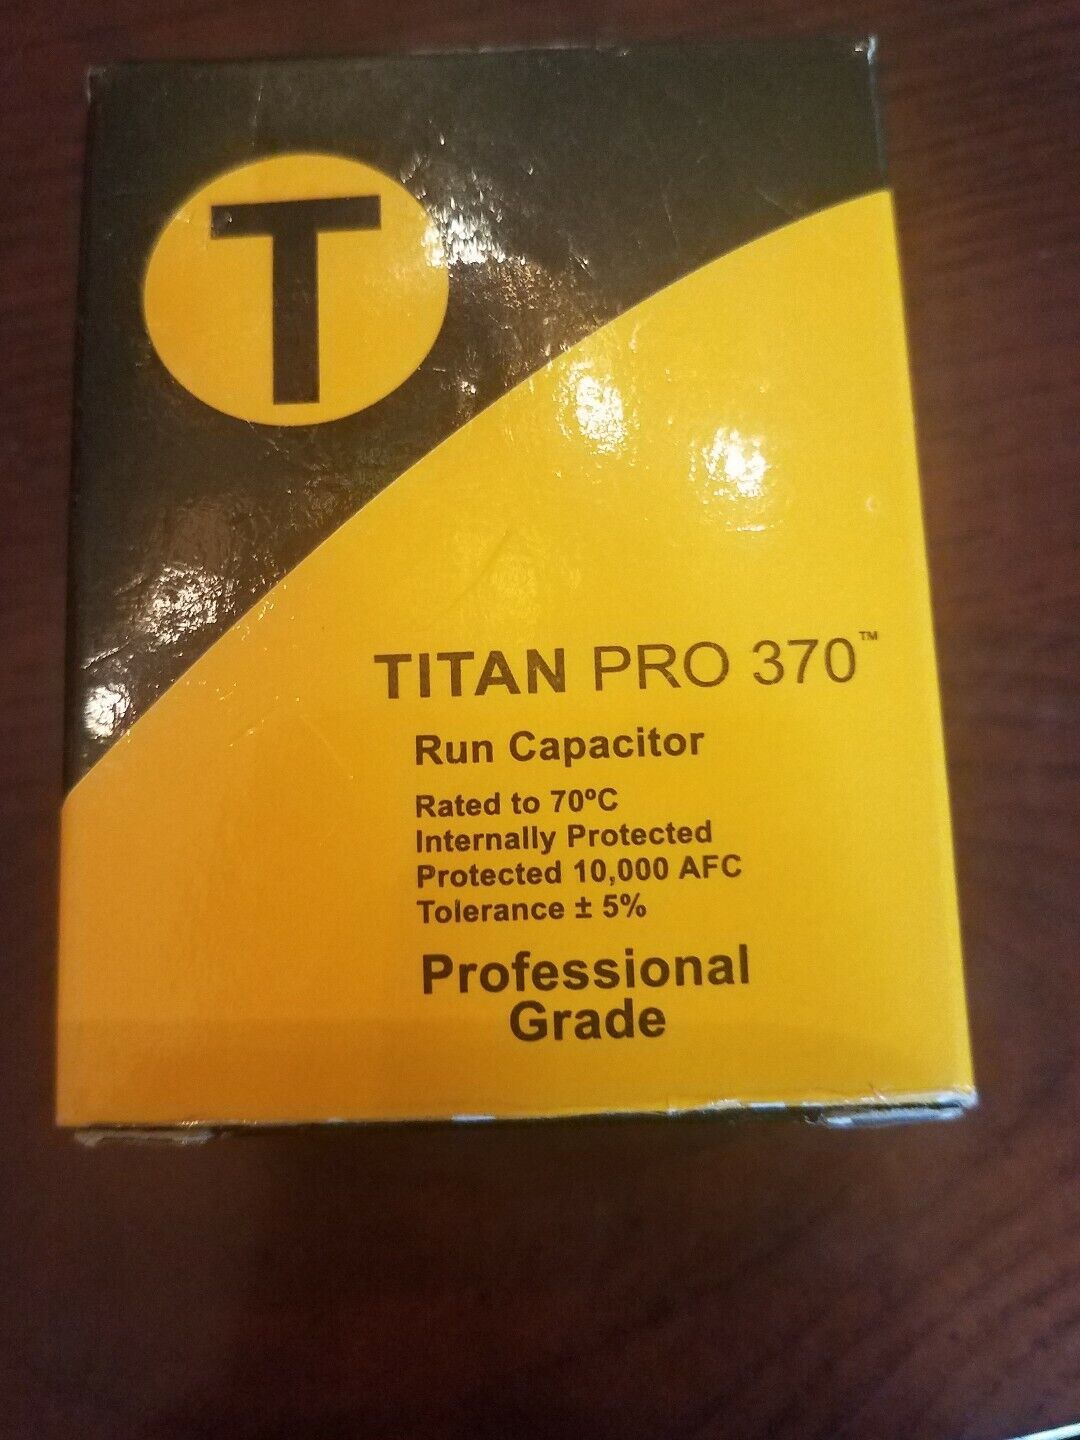 T
TITAN PRO 370™
Run Capacitor
Rated to 70ºC
Internally Protected
Protected 10,000 AFC
Tolerance ± 5%
Professional
Grade